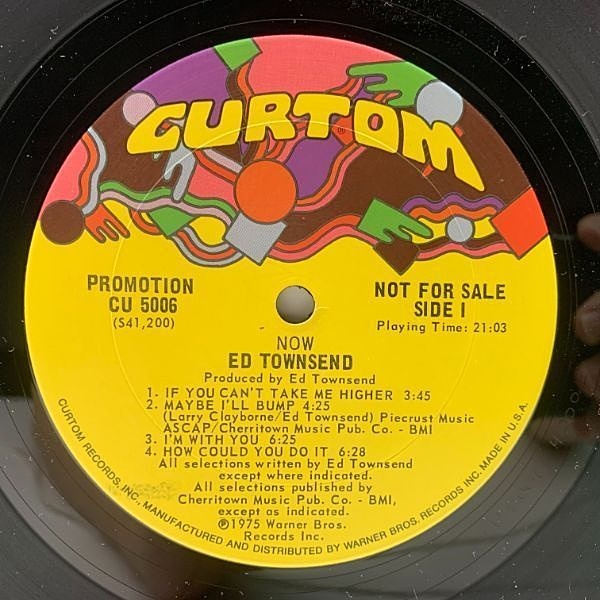 CURTOM
®
PROMOTION
CU 5006
(S41,200)
NOT FOR SALE
SIDE 1
Playing Time: 21:03
NOW
ED TOWNSEND
Produced by Ed Townsend
1. IF YOU CAN'T TAKE ME HIGHER 3:45
2. MAYBE I'LL BUMP 4:25
(Larry Clayborne/Ed Townsend) Piecrust Music
ASCAP/Cherritown Music Pub. Co. - BMI
3. I'M WITH YOU 6:25
4. HOW COULD YOU DO IT 6:28
All selections written by Ed Townsend
except where indicated.
All selections published by
Cherritown Music Pub. Co. - BMI,
except as indicated.
℗1975 Warner Bros.
Records Inc.
CURTOM RECORDS, INC., MANUFACTURED AND DISTRIBUTED BY WARNER BROS. RECORDS INC. MADE IN U.S.A.